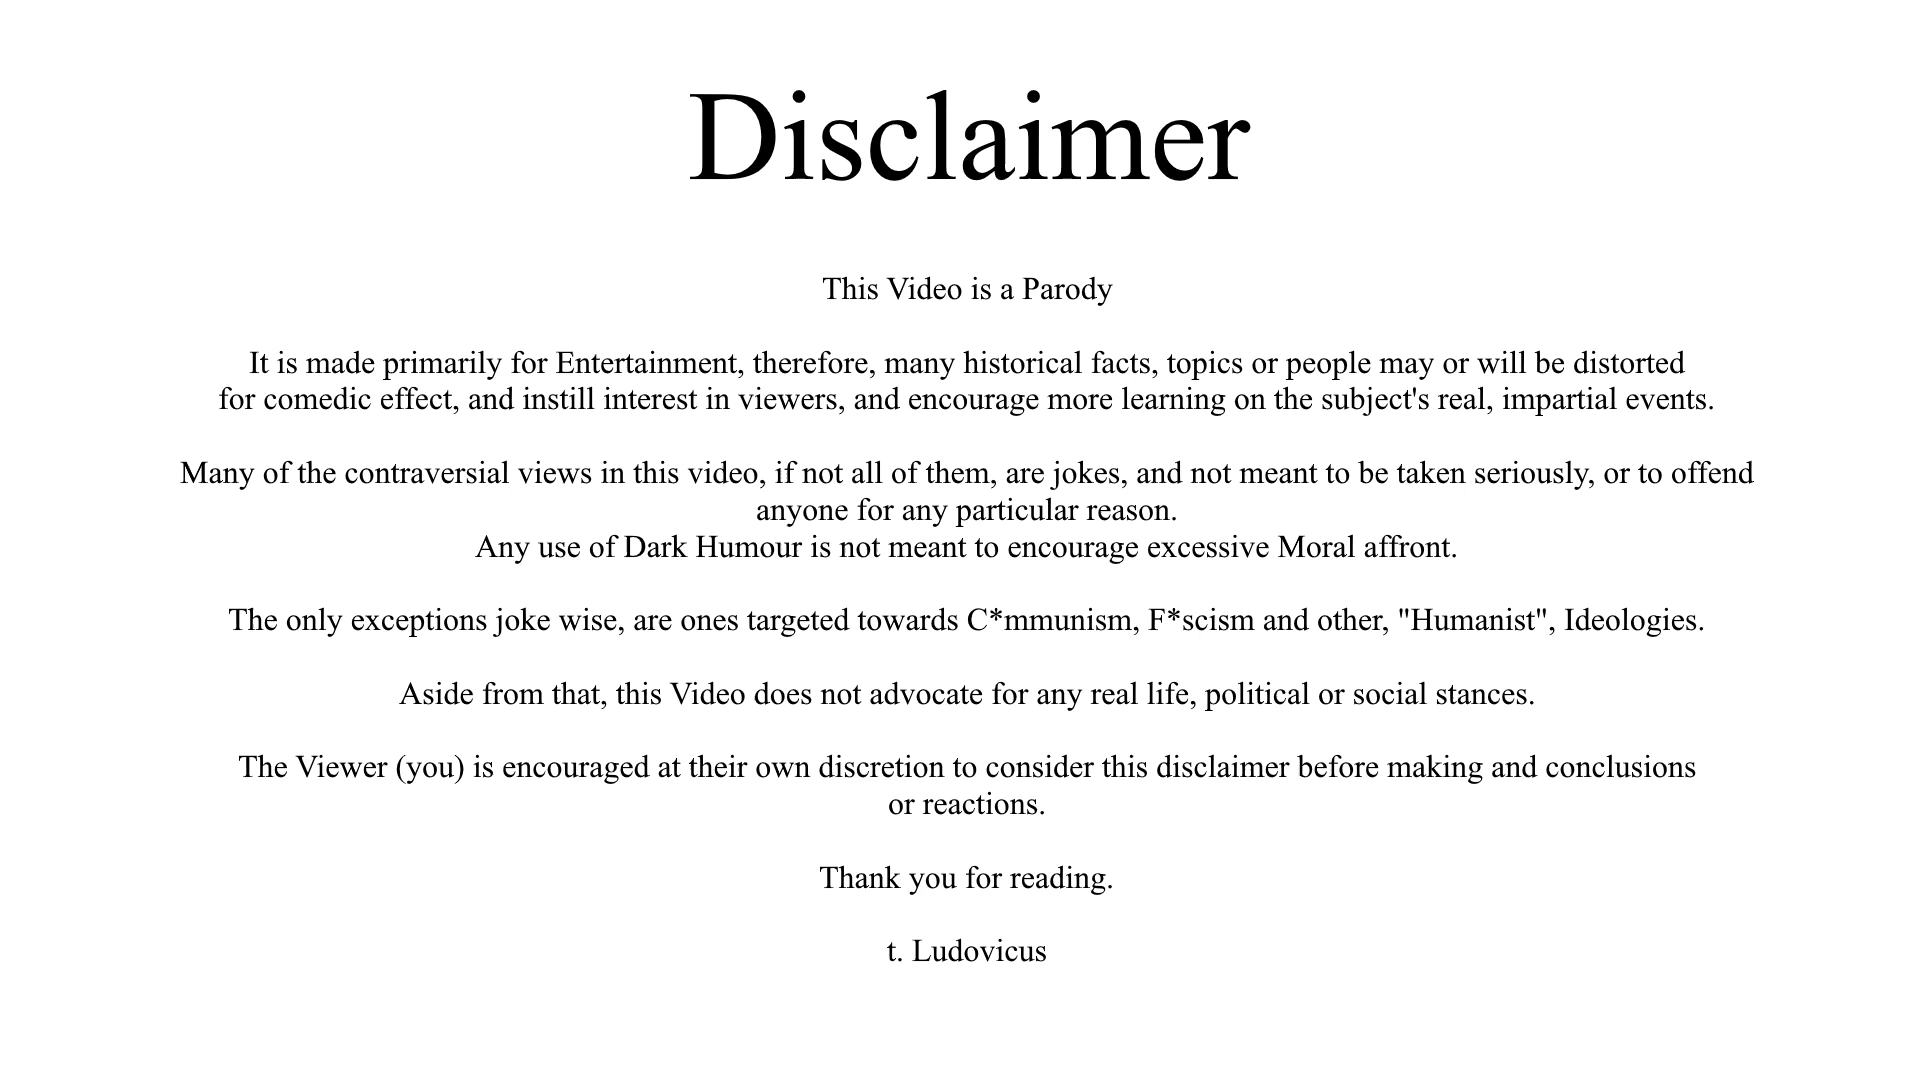 Disclaimer
This Video is a Parody
It is made primarily for Entertainment, therefore, many historical facts, topics or people may or will be distorted
for comedic effect, and instill interest in viewers, and encourage more learning on the subject's real, impartial events.
Many of the contraversial views in this video, if not all of them, are jokes, and not meant to be taken seriously, or to offend
anyone for any particular reason.
Any use of Dark Humour is not meant to encourage excessive Moral affront.
The only exceptions joke wise, are ones targeted towards C*mmunism, F*scism and other, "Humanist", Ideologies.
Aside from that, this Video does not advocate for any real life, political or social stances.
The Viewer (you) is encouraged at their own discretion to consider this disclaimer before making and conclusions
or reactions.
Thank you for reading.
t. Ludovicus